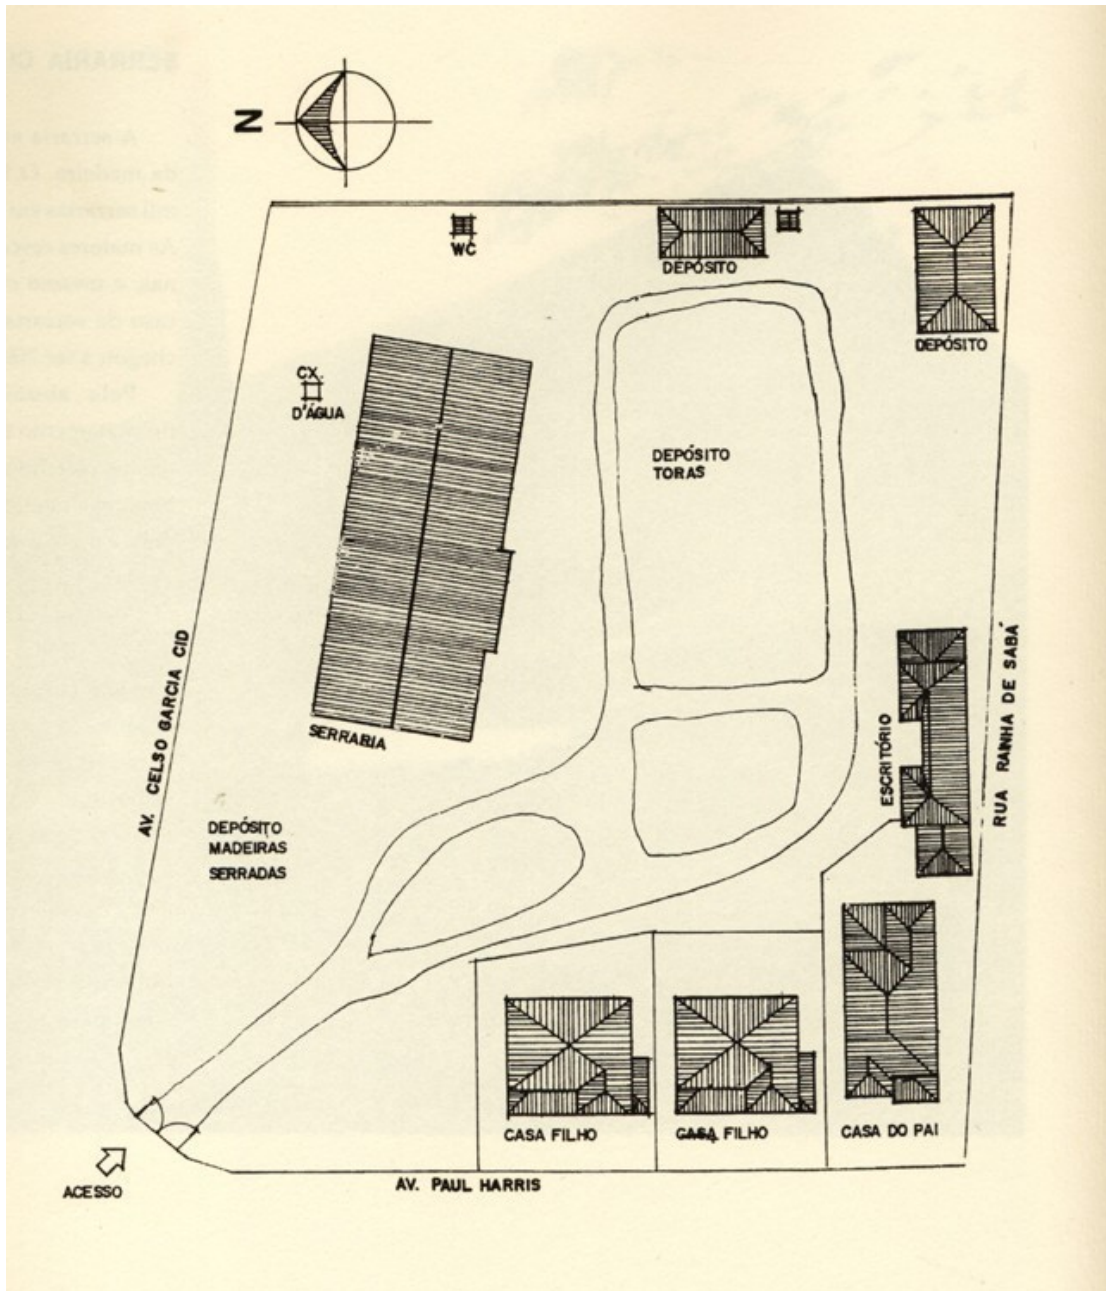 N
WC
DEPÓSITO
DEPÓSITO
CX.
D'ÁGUA
DEPÓSITO
TORAS
AV. CELSO GARCIA CID
SERRARIA
ESCRITÓRIO
RUA RAINHA DE SABÁ
DEPÓSITO
MADEIRAS
SERRADAS
CASA FILHO
CASA FILHO
CASA DO PAI
ACESSO
AV. PAUL HARRIS